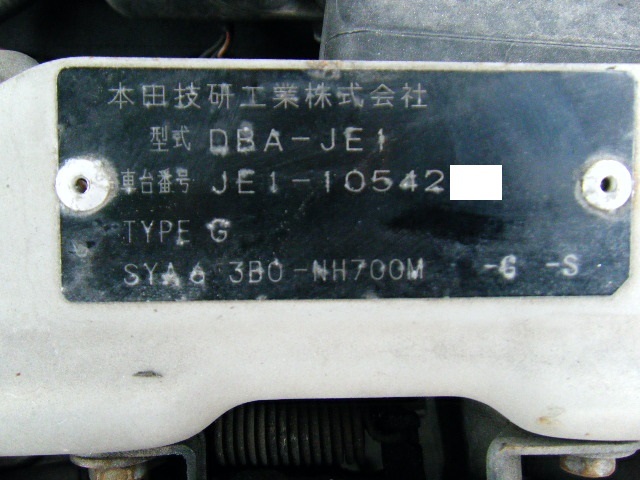 本田技研工業株式会社
型式 DBA-JE1
車台番号 JE1-10542
TYPE G
SYA6 3B0-NH700M -G -S